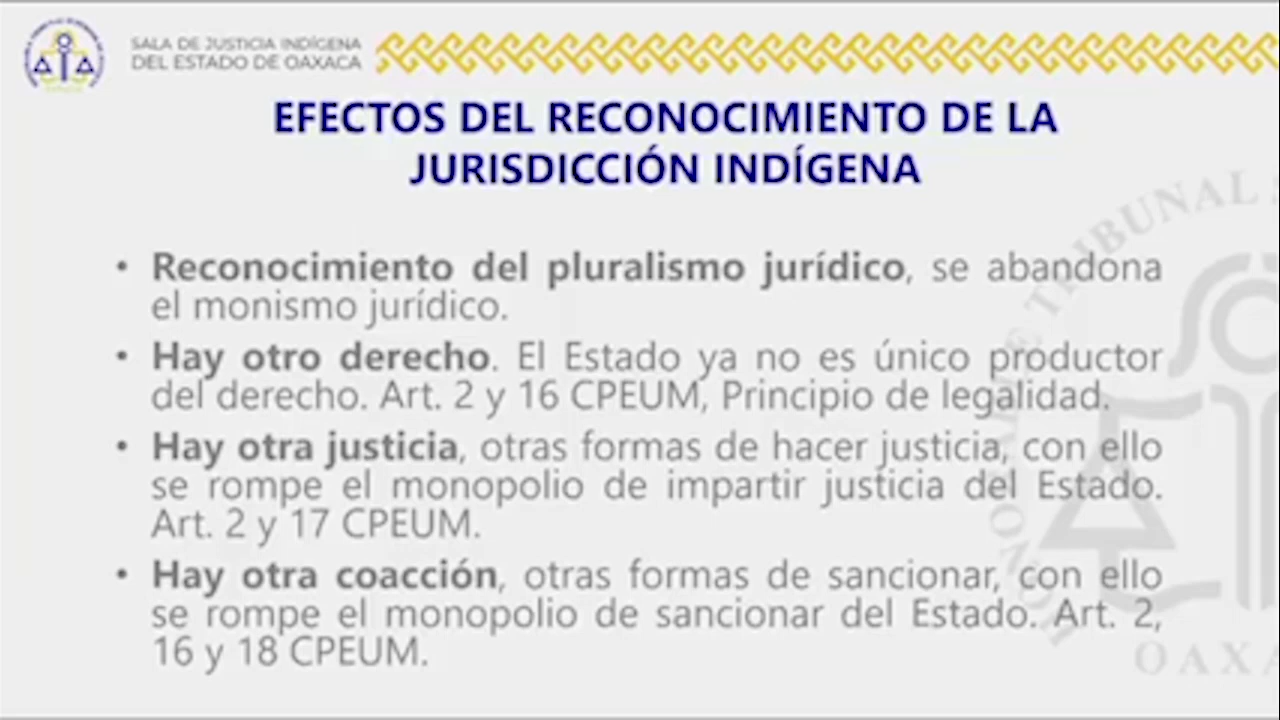 SALA DE JUSTICIA INDÍGENA
DEL ESTADO DE OAXACA
EFECTOS DEL RECONOCIMIENTO DE LA
JURISDICCIÓN INDÍGENA
• Reconocimiento del pluralismo jurídico, se abandona
el monismo jurídico.
• Hay otro derecho. El Estado ya no es único productor
del derecho. Art. 2 y 16 CPEUM, Principio de legalidad.
• Hay otra justicia, otras formas de hacer justicia, con ello
se rompe el monopolio de impartir justicia del Estado.
Art. 2 y 17 CPEUM.
• Hay otra coacción, otras formas de sancionar, con ello
se rompe el monopolio de sancionar del Estado. Art. 2,
16 y 18 CPEUM.
TRIBUNAL
OAXA